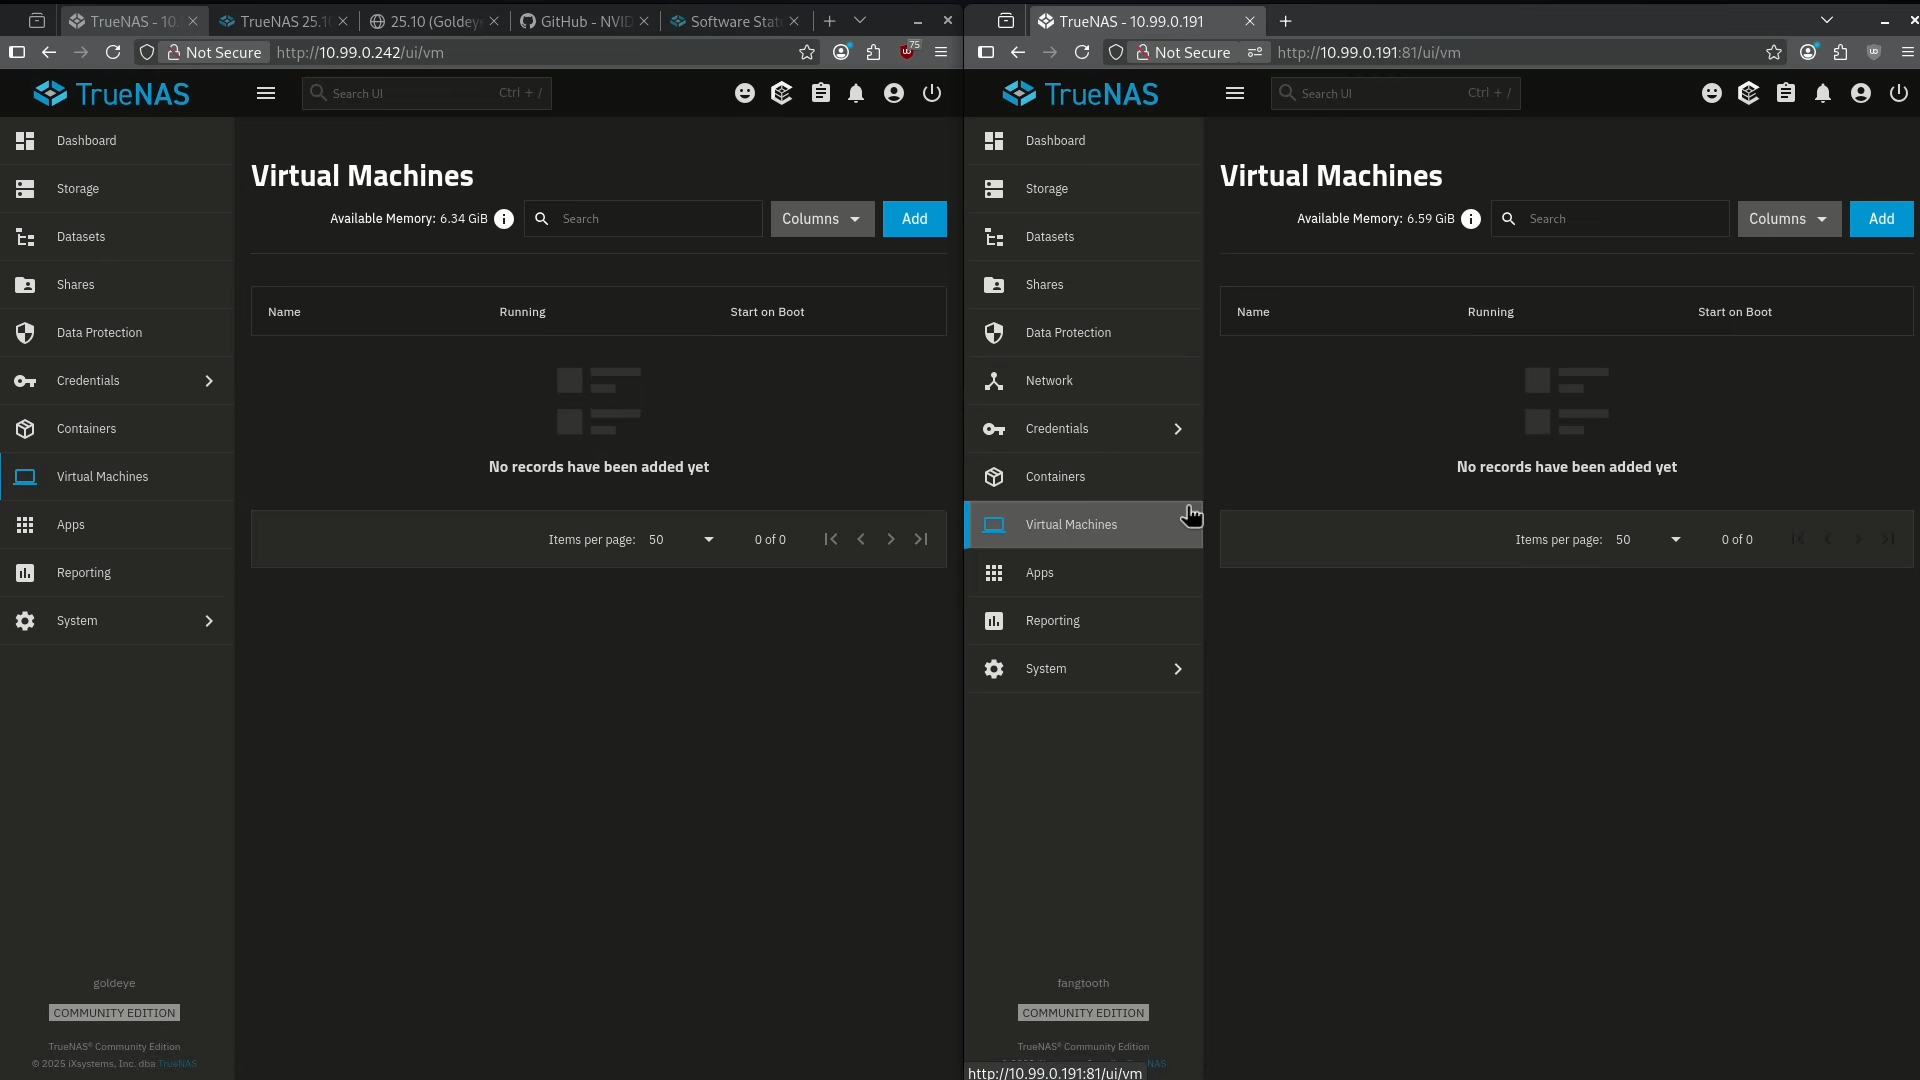 TrueNAS - 10.
TrueNAS 25.10
25.10 (Goldey
GitHub - NVID
Software Stat
Not Secure
http://10.99.0.242/ui/vm
75
TrueNAS
Search UI
Ctrl + /
Dashboard
Storage
Datasets
Shares
Data Protection
Credentials
Containers
Virtual Machines
Apps
Reporting
System
goldeye
COMMUNITY EDITION
TrueNAS® Community Edition
© 2025 iXsystems, Inc. dba TrueNAS
Virtual Machines
Available Memory: 6.34 GiB
Search
Columns
Add
Name
Running
Start on Boot
No records have been added yet
Items per page:
50
0 of 0
TrueNAS - 10.99.0.191
Not Secure
http://10.99.0.191:81/ui/vm
TrueNAS
Search UI
Ctrl + /
Dashboard
Storage
Datasets
Shares
Data Protection
Network
Credentials
Containers
Virtual Machines
Apps
Reporting
System
fangtooth
COMMUNITY EDITION
TrueNAS® Community Edition
NAS
http://10.99.0.191:81/ui/vm
Virtual Machines
Available Memory: 6.59 GiB
Search
Columns
Add
Name
Running
Start on Boot
No records have been added yet
Items per page:
50
0 of 0